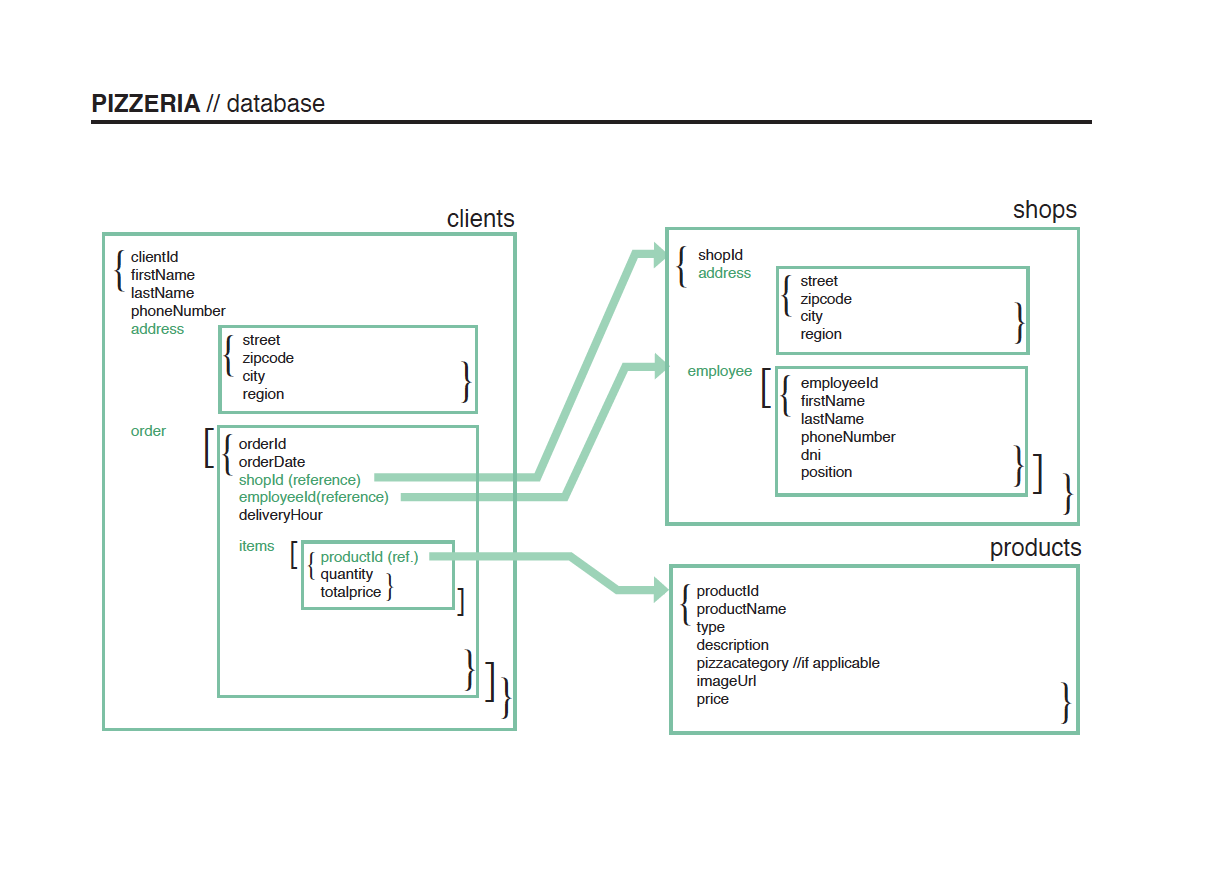 PIZZERIA // database
clients
{ clientId
firstName
lastName
phoneNumber
address
{ street
zipcode
city
region }
order
[ { orderId
orderDate
shopId (reference)
employeeId(reference)
deliveryHour
items
[ { productId (ref.)
quantity
totalprice } ]
} ] }
shops
{ shopId
address
{ street
zipcode
city
region }
employee
[ { employeeId
firstName
lastName
phoneNumber
dni
position } ] }
products
{ productId
productName
type
description
pizzacategory //if applicable
imageUrl
price }